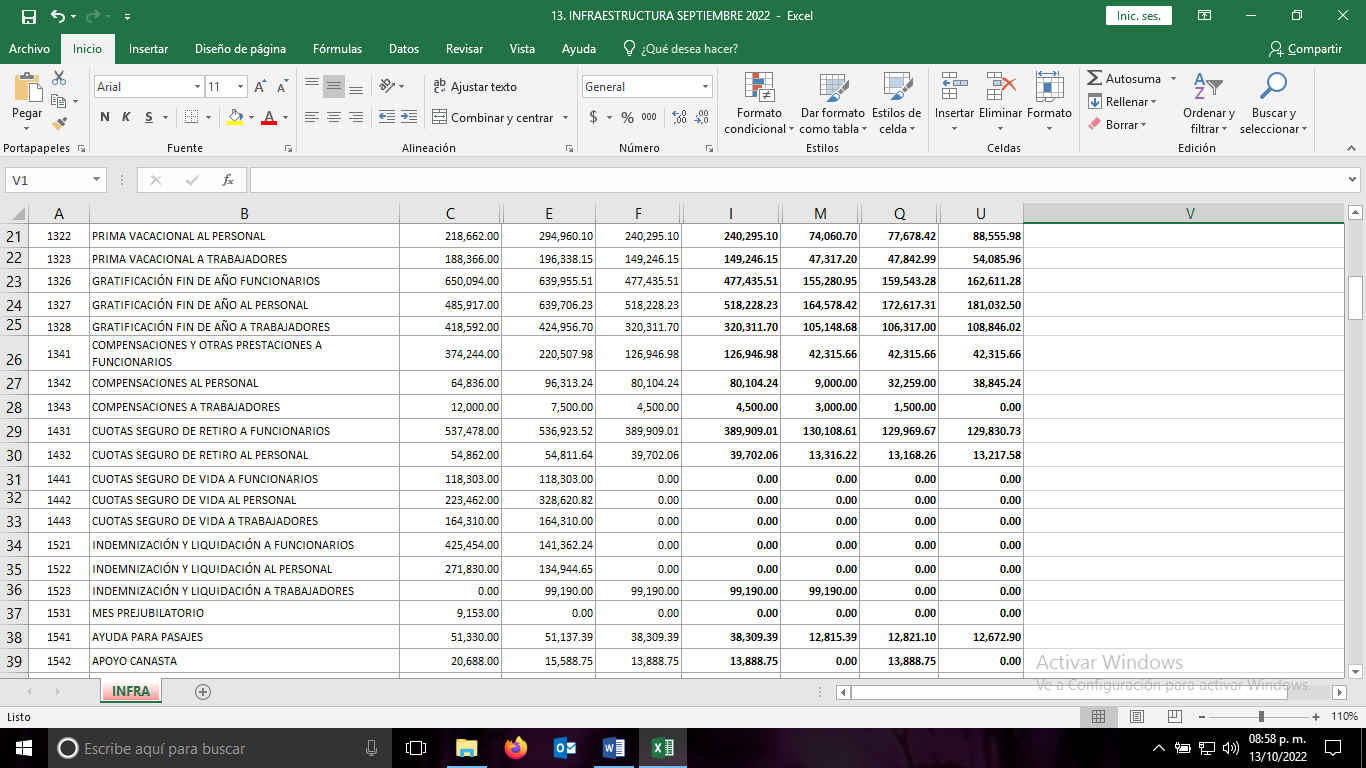 13. INFRAESTRUCTURA SEPTIEMBRE 2022 - Excel
Inic. ses.
Archivo Inicio Insertar Diseño de página Fórmulas Datos Revisar Vista Ayuda ¿Qué desea hacer? Compartir
Pegar
Arial 11
N K S
Ajustar texto
Combinar y centrar
General
$ % 000
Formato condicional
Dar formato como tabla
Estilos de celda
Insertar Eliminar Formato
Autosuma
Rellenar
Borrar
Ordenar y filtrar
Buscar y seleccionar
Portapapeles Fuente Alineación Número Estilos Celdas Edición
V1 fx
A B C E F I M Q U V
21 1322 PRIMA VACACIONAL AL PERSONAL 218,662.00 294,960.10 240,295.10 240,295.10 74,060.70 77,678.42 88,555.98
22 1323 PRIMA VACACIONAL A TRABAJADORES 188,366.00 196,338.15 149,246.15 149,246.15 47,317.20 47,842.99 54,085.96
23 1326 GRATIFICACIÓN FIN DE AÑO FUNCIONARIOS 650,094.00 639,955.51 477,435.51 477,435.51 155,280.95 159,543.28 162,611.28
24 1327 GRATIFICACIÓN FIN DE AÑO AL PERSONAL 485,917.00 639,706.23 518,228.23 518,228.23 164,578.42 172,617.31 181,032.50
25 1328 GRATIFICACIÓN FIN DE AÑO A TRABAJADORES 418,592.00 424,956.70 320,311.70 320,311.70 105,148.68 106,317.00 108,846.02
26 1341 COMPENSACIONES Y OTRAS PRESTACIONES A
FUNCIONARIOS 374,244.00 220,507.98 126,946.98 126,946.98 42,315.66 42,315.66 42,315.66
27 1342 COMPENSACIONES AL PERSONAL 64,836.00 96,313.24 80,104.24 80,104.24 9,000.00 32,259.00 38,845.24
28 1343 COMPENSACIONES A TRABAJADORES 12,000.00 7,500.00 4,500.00 4,500.00 3,000.00 1,500.00 0.00
29 1431 CUOTAS SEGURO DE RETIRO A FUNCIONARIOS 537,478.00 536,923.52 389,909.01 389,909.01 130,108.61 129,969.67 129,830.73
30 1432 CUOTAS SEGURO DE RETIRO AL PERSONAL 54,862.00 54,811.64 39,702.06 39,702.06 13,316.22 13,168.26 13,217.58
31 1441 CUOTAS SEGURO DE VIDA A FUNCIONARIOS 118,303.00 118,303.00 0.00 0.00 0.00 0.00 0.00
32 1442 CUOTAS SEGURO DE VIDA AL PERSONAL 223,462.00 328,620.82 0.00 0.00 0.00 0.00 0.00
33 1443 CUOTAS SEGURO DE VIDA A TRABAJADORES 164,310.00 164,310.00 0.00 0.00 0.00 0.00 0.00
34 1521 INDEMNIZACIÓN Y LIQUIDACIÓN A FUNCIONARIOS 425,454.00 141,362.24 0.00 0.00 0.00 0.00 0.00
35 1522 INDEMNIZACIÓN Y LIQUIDACIÓN AL PERSONAL 271,830.00 134,944.65 0.00 0.00 0.00 0.00 0.00
36 1523 INDEMNIZACIÓN Y LIQUIDACIÓN A TRABAJADORES 0.00 99,190.00 99,190.00 99,190.00 99,190.00 0.00 0.00
37 1531 MES PREJUBILATORIO 9,153.00 0.00 0.00 0.00 0.00 0.00 0.00
38 1541 AYUDA PARA PASAJES 51,330.00 51,137.39 38,309.39 38,309.39 12,815.39 12,821.10 12,672.90
39 1542 APOYO CANASTA 20,688.00 15,588.75 13,888.75 13,888.75 0.00 13,888.75 0.00
Activar Windows
Ve a Configuración para activar Windows.
INFRA
Listo 110%
Escribe aquí para buscar
08:58 p. m.
13/10/2022